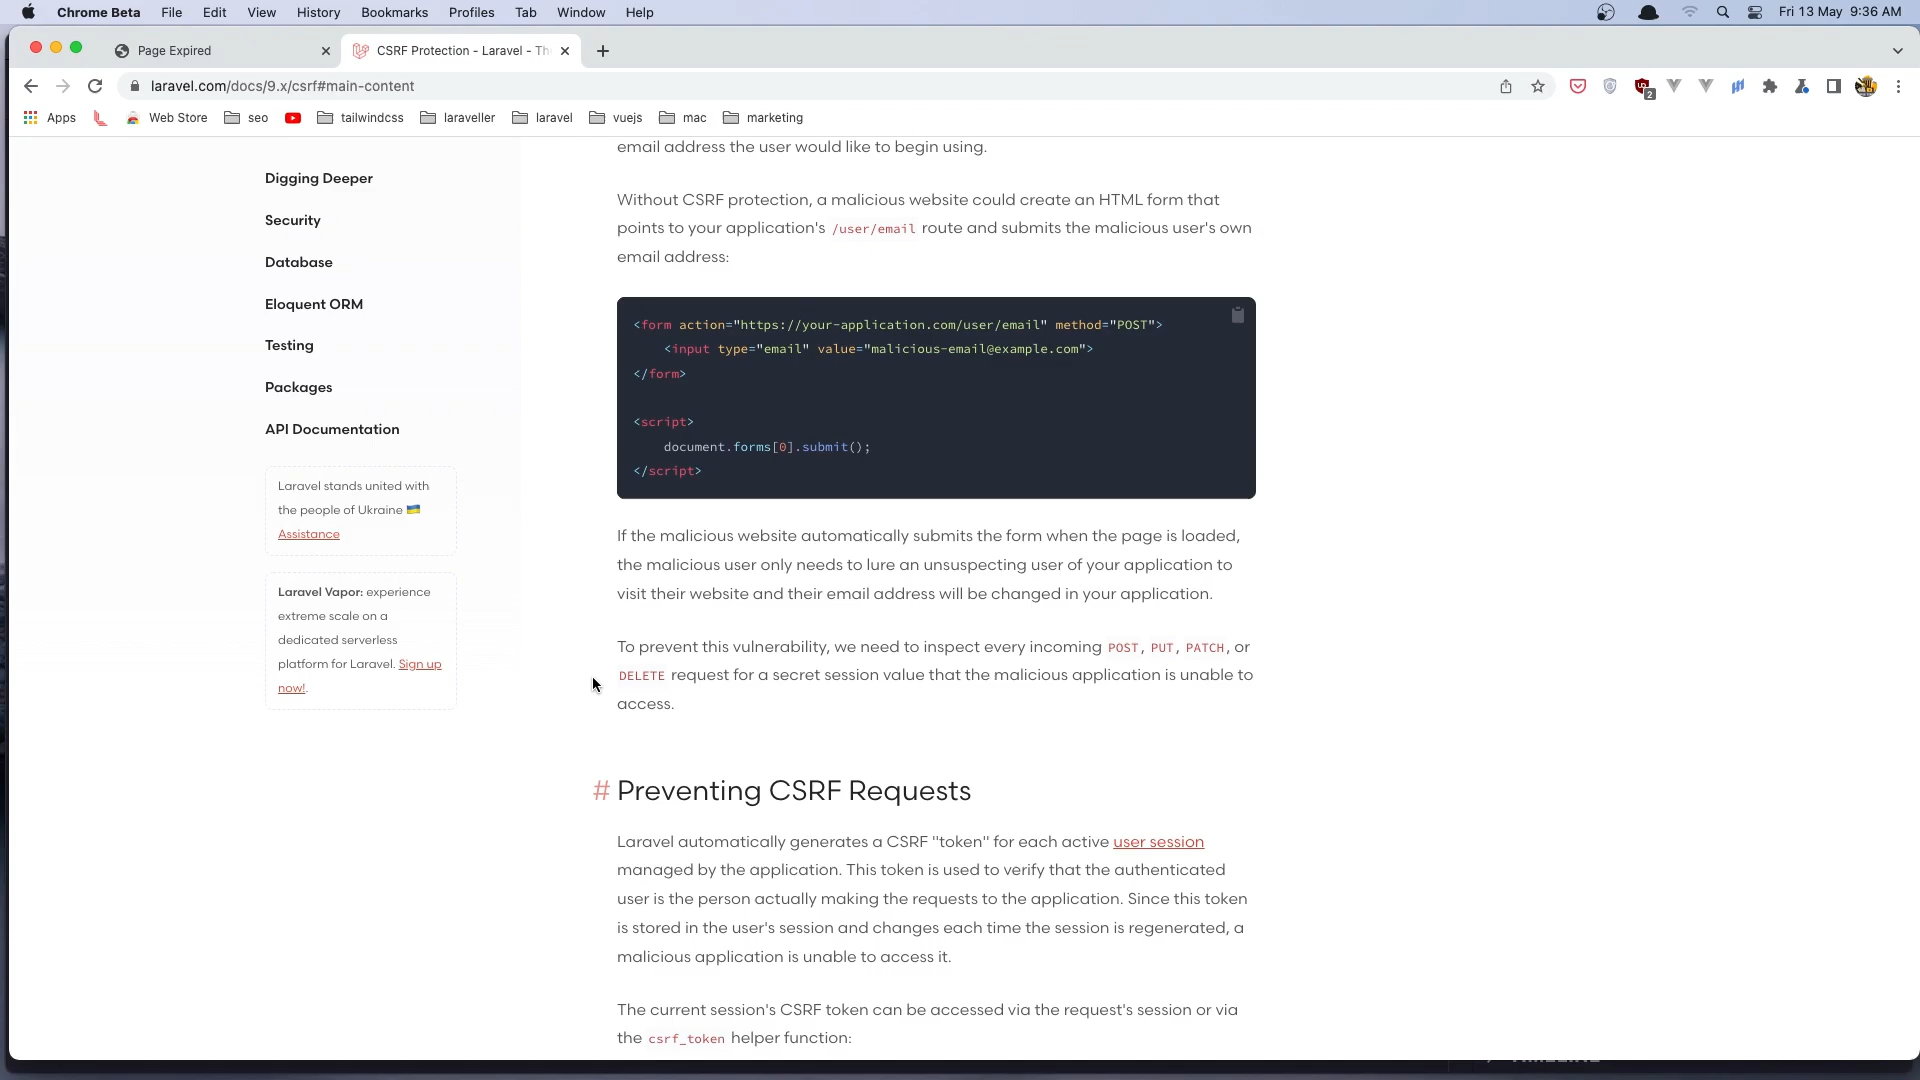 Chrome Beta File Edit View History Bookmarks Profiles Tab Window Help Fri 13 May 9:36 AM
Page Expired
CSRF Protection - Laravel - Th
laravel.com/docs/9.x/csrf#main-content
2
Apps Web Store seo tailwindcss laraveller laravel vuejs mac marketing
Digging Deeper
Security
Database
Eloquent ORM
Testing
Packages
API Documentation
Laravel stands united with
the people of Ukraine 🇺🇦
Assistance
Laravel Vapor: experience
extreme scale on a
dedicated serverless
platform for Laravel. Sign up
now!.
email address the user would like to begin using.
Without CSRF protection, a malicious website could create an HTML form that
points to your application's /user/email route and submits the malicious user's own
email address:
<form action="https://your-application.com/user/email" method="POST">
<input type="email" value="malicious-email@example.com">
</form>
<script>
document.forms[0].submit();
</script>
If the malicious website automatically submits the form when the page is loaded,
the malicious user only needs to lure an unsuspecting user of your application to
visit their website and their email address will be changed in your application.
To prevent this vulnerability, we need to inspect every incoming POST, PUT, PATCH, or
DELETE request for a secret session value that the malicious application is unable to
access.
# Preventing CSRF Requests
Laravel automatically generates a CSRF "token" for each active user session
managed by the application. This token is used to verify that the authenticated
user is the person actually making the requests to the application. Since this token
is stored in the user's session and changes each time the session is regenerated, a
malicious application is unable to access it.
The current session's CSRF token can be accessed via the request's session or via
the csrf_token helper function: